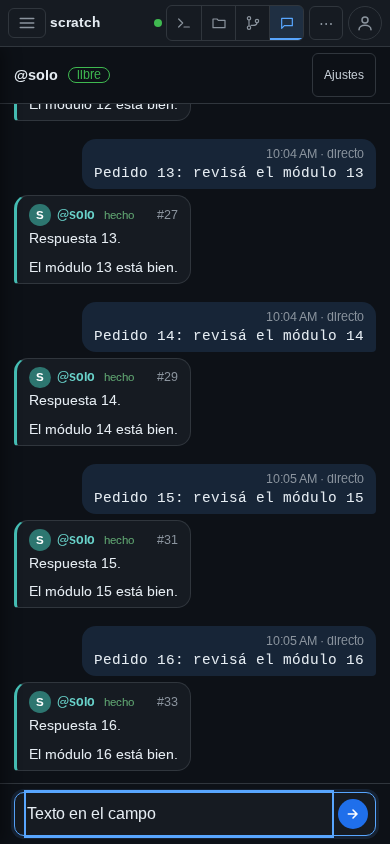 scratch
...
@solo libre Ajustes
El módulo 12 está bien.
10:04 AM · directo
Pedido 13: revisá el módulo 13
S @solo hecho #27
Respuesta 13.
El módulo 13 está bien.
10:04 AM · directo
Pedido 14: revisá el módulo 14
S @solo hecho #29
Respuesta 14.
El módulo 14 está bien.
10:05 AM · directo
Pedido 15: revisá el módulo 15
S @solo hecho #31
Respuesta 15.
El módulo 15 está bien.
10:05 AM · directo
Pedido 16: revisá el módulo 16
S @solo hecho #33
Respuesta 16.
El módulo 16 está bien.
Texto en el campo